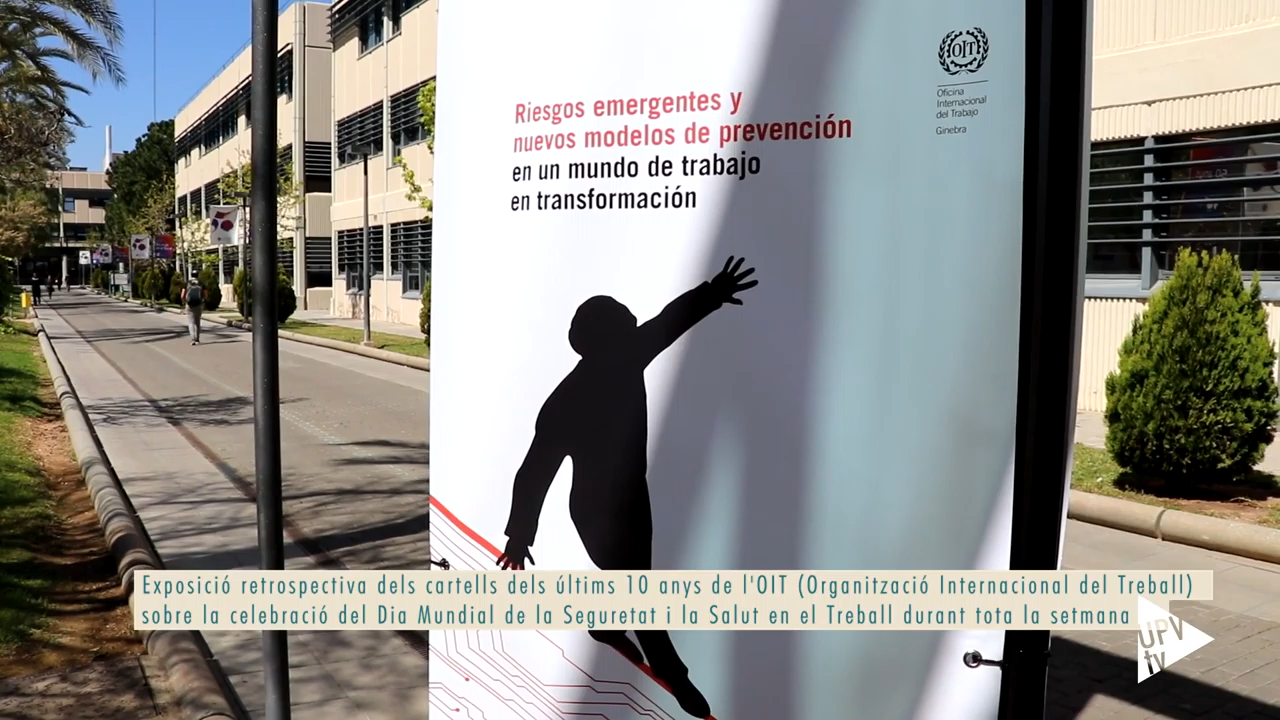 OIT
Oficina
Internacional
del Trabajo
Ginebra
Riesgos emergentes y
nuevos modelos de prevención
en un mundo de trabajo
en transformación
Exposició retrospectiva dels cartells dels últims 10 anys de l'OIT (Organització Internacional del Treball)
sobre la celebració del Dia Mundial de la Seguretat i la Salut en el Treball durant tota la setmana
UPV
tv